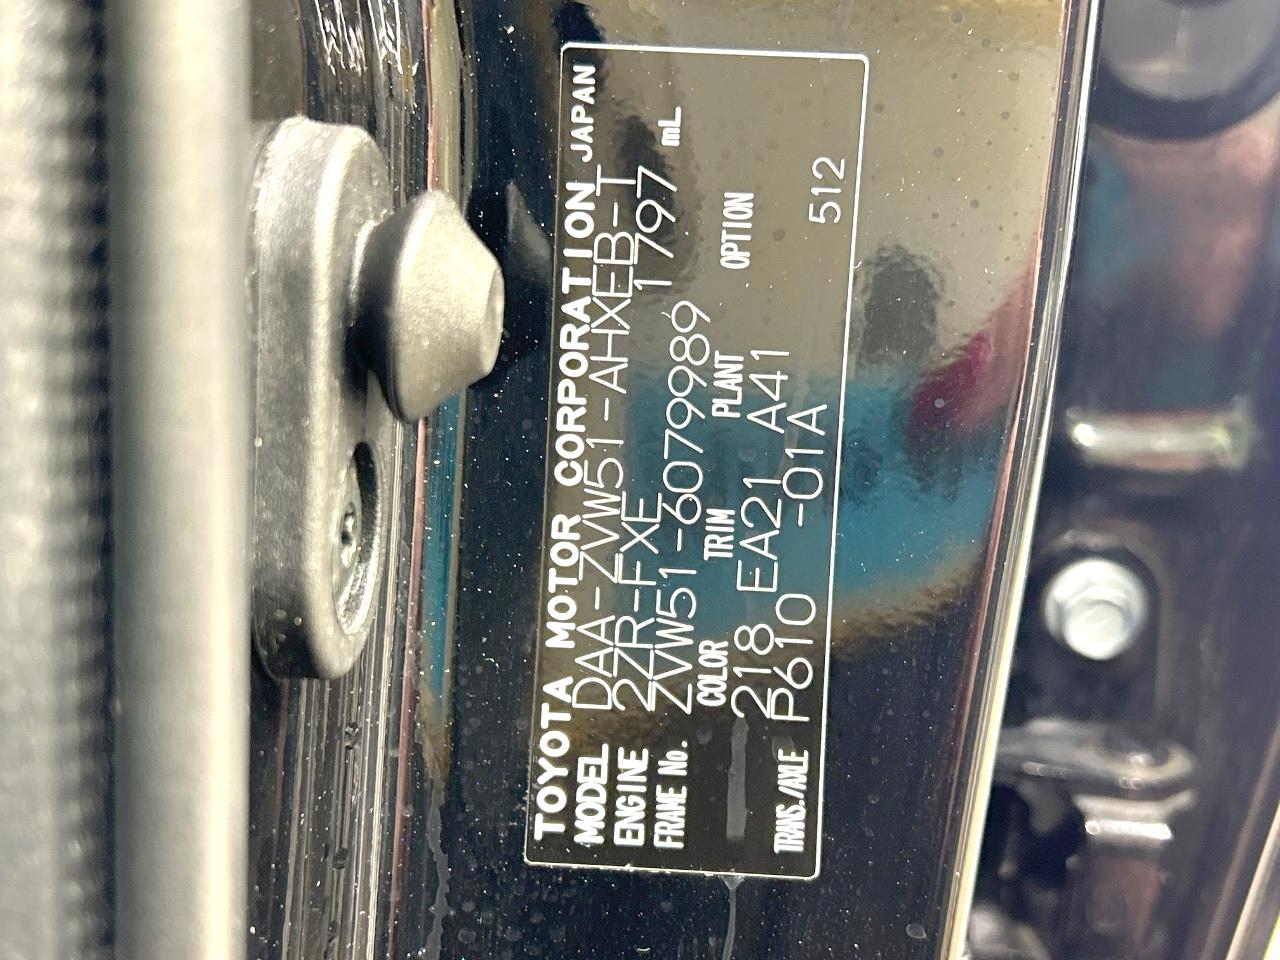 TOYOTA MOTOR CORPORATION JAPAN
MODEL DAA-ZVW51-AHXEB-T
ENGINE 2ZR-FXE 1797 mL
FRAME No. ZVW51-6079989
COLOR TRIM PLANT OPTION
218 EA21 A41
TRANS./AXLE P610 -01A 512